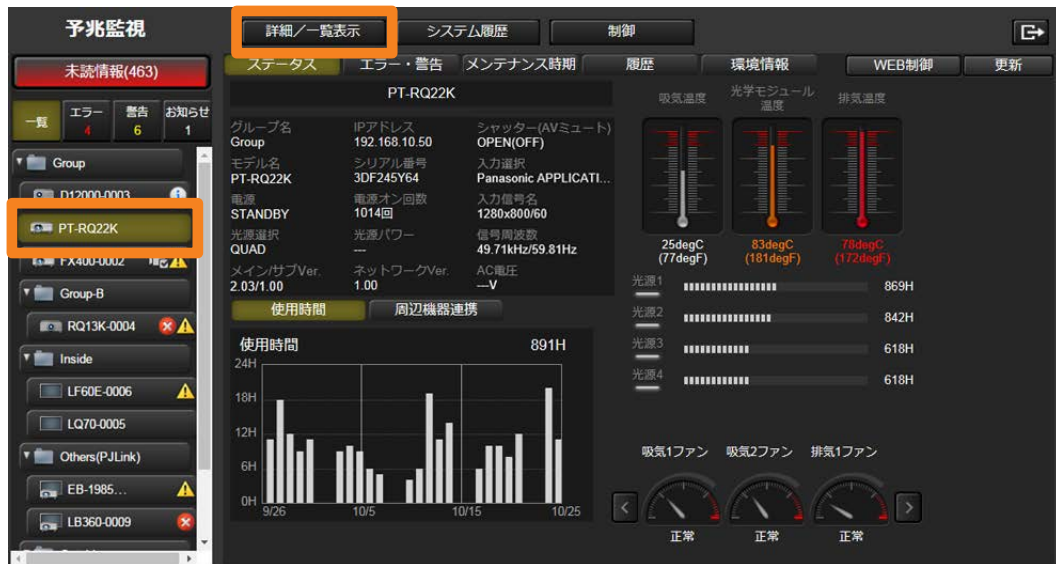 予兆監視
詳細／一覧表示
システム履歴
制御
未読情報(463)
一覧
エラー
4
警告
6
お知らせ
1
Group
D12000-0003
PT-RQ22K
FX400-0002
Group-B
RQ13K-0004
Inside
LF60E-0006
LQ70-0005
Others(PJLink)
EB-1985...
LB360-0009
ステータス
エラー・警告
メンテナンス時期
履歴
環境情報
WEB制御
更新
PT-RQ22K
グループ名
Group
IPアドレス
192.168.10.50
シャッター(AVミュート)
OPEN(OFF)
モデル名
PT-RQ22K
シリアル番号
3DF245Y64
入力選択
Panasonic APPLICATI...
電源
STANDBY
電源オン回数
1014回
入力信号名
1280x800/60
光源選択
QUAD
光源パワー
---
信号周波数
49.71kHz/59.81Hz
メイン/サブVer.
2.03/1.00
ネットワークVer.
1.00
AC電圧
---V
使用時間
周辺機器連携
使用時間
891H
24H
18H
12H
6H
0H
9/26
10/5
10/15
10/25
吸気温度
光学モジュール
温度
排気温度
25degC
(77degF)
83degC
(181degF)
78degC
(172degF)
光源1
869H
光源2
842H
光源3
618H
光源4
618H
吸気1ファン
吸気2ファン
排気1ファン
<
>
正常
正常
正常